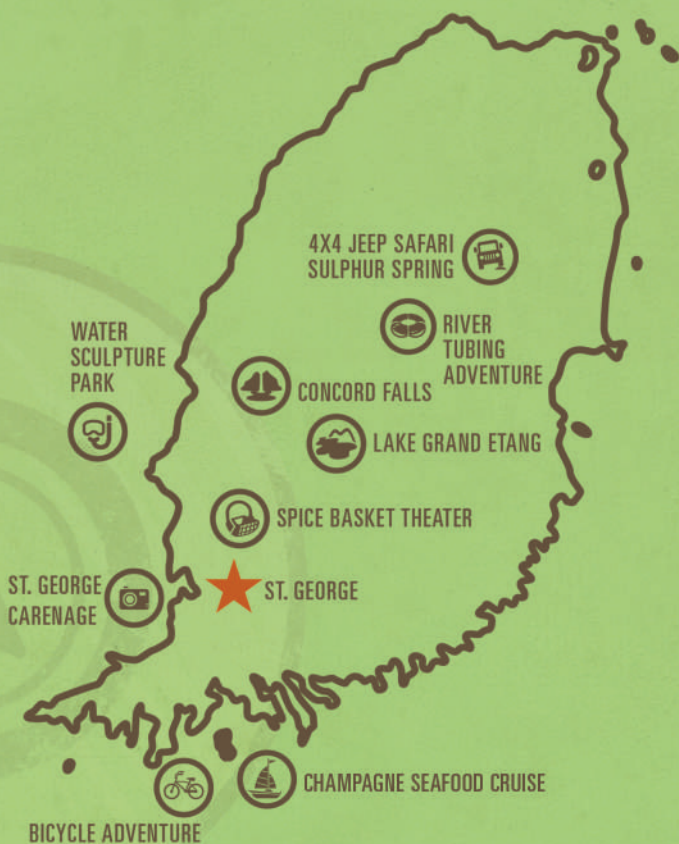 4X4 JEEP SAFARI
SULPHUR SPRING
RIVER
TUBING
ADVENTURE
WATER
SCULPTURE
PARK
CONCORD FALLS
LAKE GRAND ETANG
SPICE BASKET THEATER
ST. GEORGE
CARENAGE
ST. GEORGE
CHAMPAGNE SEAFOOD CRUISE
BICYCLE ADVENTURE